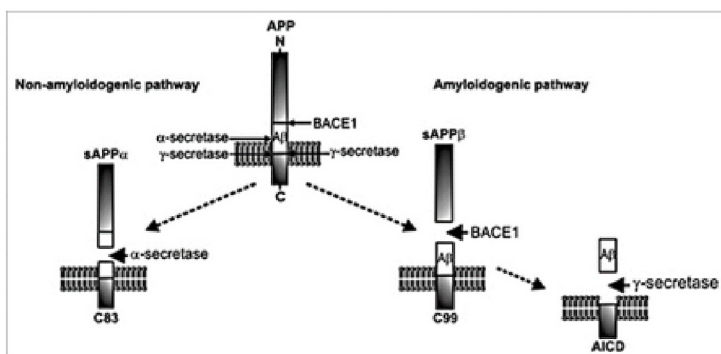 APP
N
Non-amyloidogenic pathway
Amyloidogenic pathway
BACE1
α-secretase
Aβ
γ-secretase
γ-secretase
C
sAPPα
α-secretase
C83
sAPPβ
BACE1
Aβ
C99
Aβ
γ-secretase
AICD